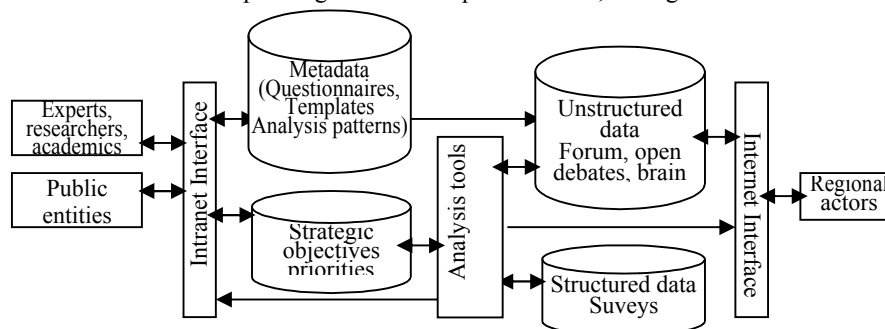 Experts,
researchers,
academics
Public
entities
Intranet Interface
Metadata
(Questionnaires,
Templates
Analysis patterns)
Strategic
objectives
priorities
Analysis tools
Unstructured
data
Forum, open
debates, brain
Structured data
Suveys
Internet Interface
Regional
actors